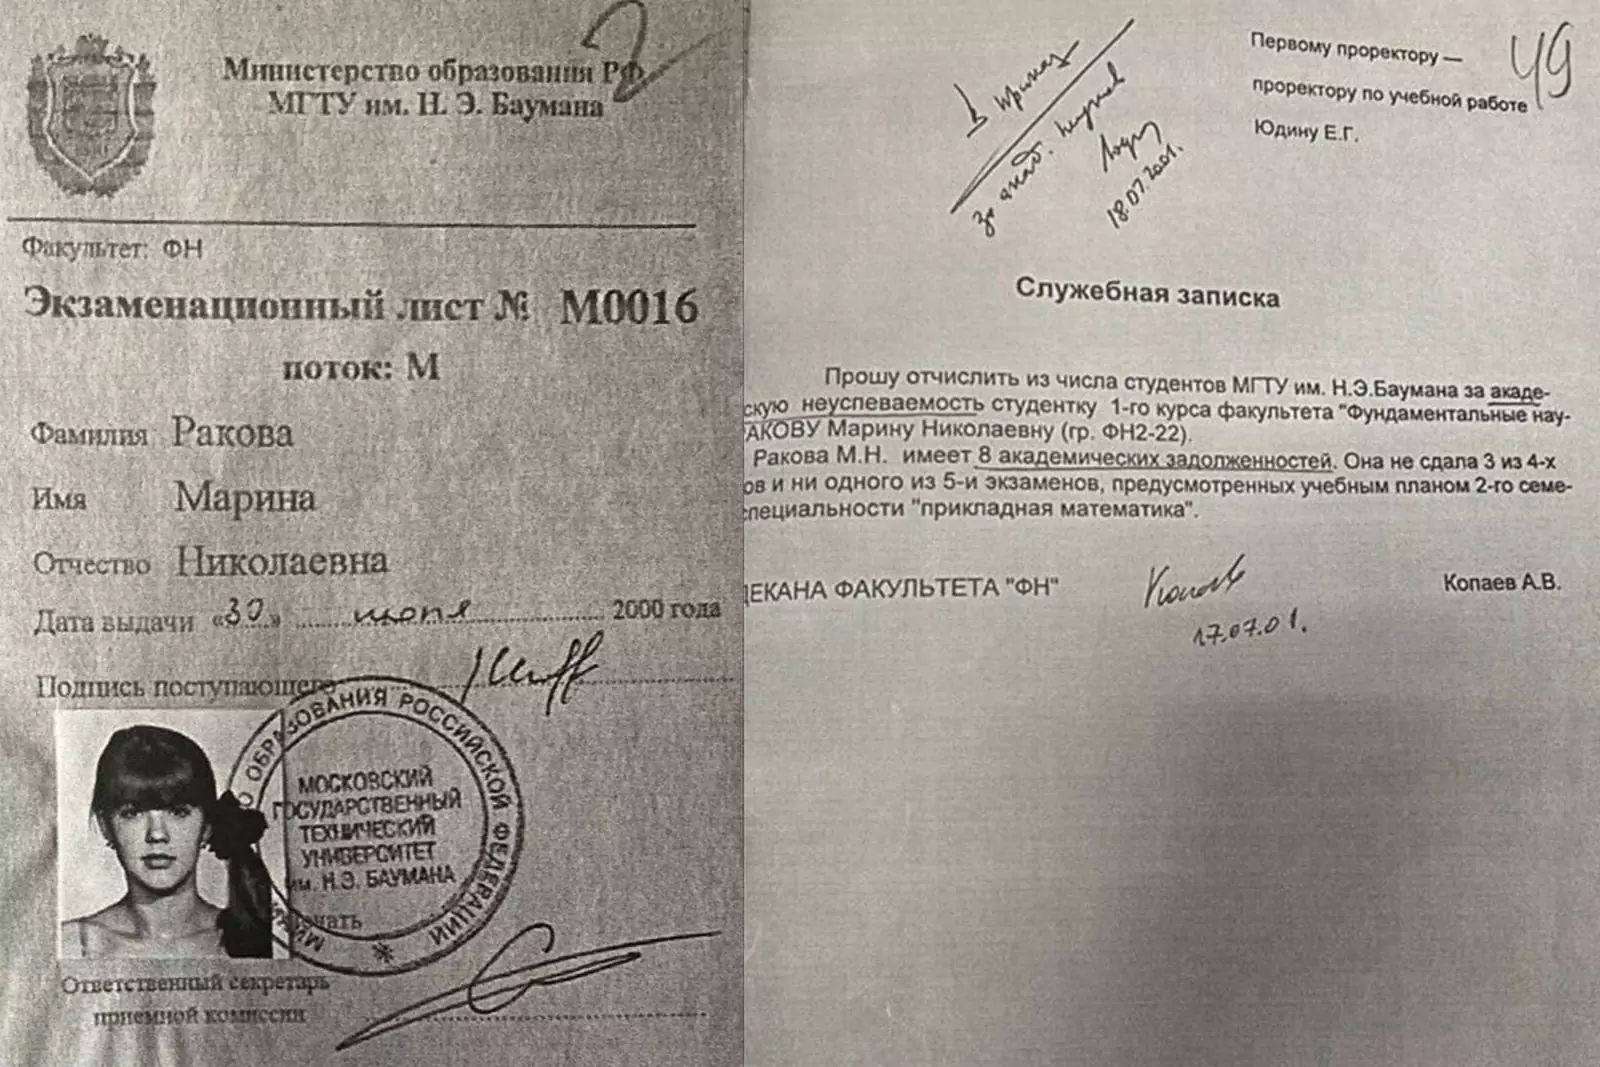 2
Министерство образования РФ
МГТУ им. Н. Э. Баумана
Факультет: ФН
Экзаменационный лист № М0016
поток: М
Фамилия Ракова
Имя Марина
Отчество Николаевна
Дата выдачи «30» июня 2000 года
Подпись поступающего
ОБРАЗОВАНИЯ РОССИЙСКОЙ ФЕДЕРАЦИИ
МОСКОВСКИЙ
ГОСУДАРСТВЕННЫЙ
ТЕХНИЧЕСКИЙ
УНИВЕРСИТЕТ
им. Н.Э. БАУМАНА
Ответственный секретарь
приемной комиссии
49
Первому проректору —
проректору по учебной работе
Юдину Е.Г.
В приказ
за акад. неуспев
18.07.2001.
Служебная записка
Прошу отчислить из числа студентов МГТУ им. Н.Э.Баумана за акаде-
скую неуспеваемость студентку 1-го курса факультета "Фундаментальные нау-
АКОВУ Марину Николаевну (гр. ФН2-22).
Ракова М.Н. имеет 8 академических задолженностей. Она не сдала 3 из 4-х
ов и ни одного из 5-и экзаменов, предусмотренных учебным планом 2-го семе-
специальности "прикладная математика".
ДЕКАНА ФАКУЛЬТЕТА "ФН" Копаев А.В.
17.07.01.